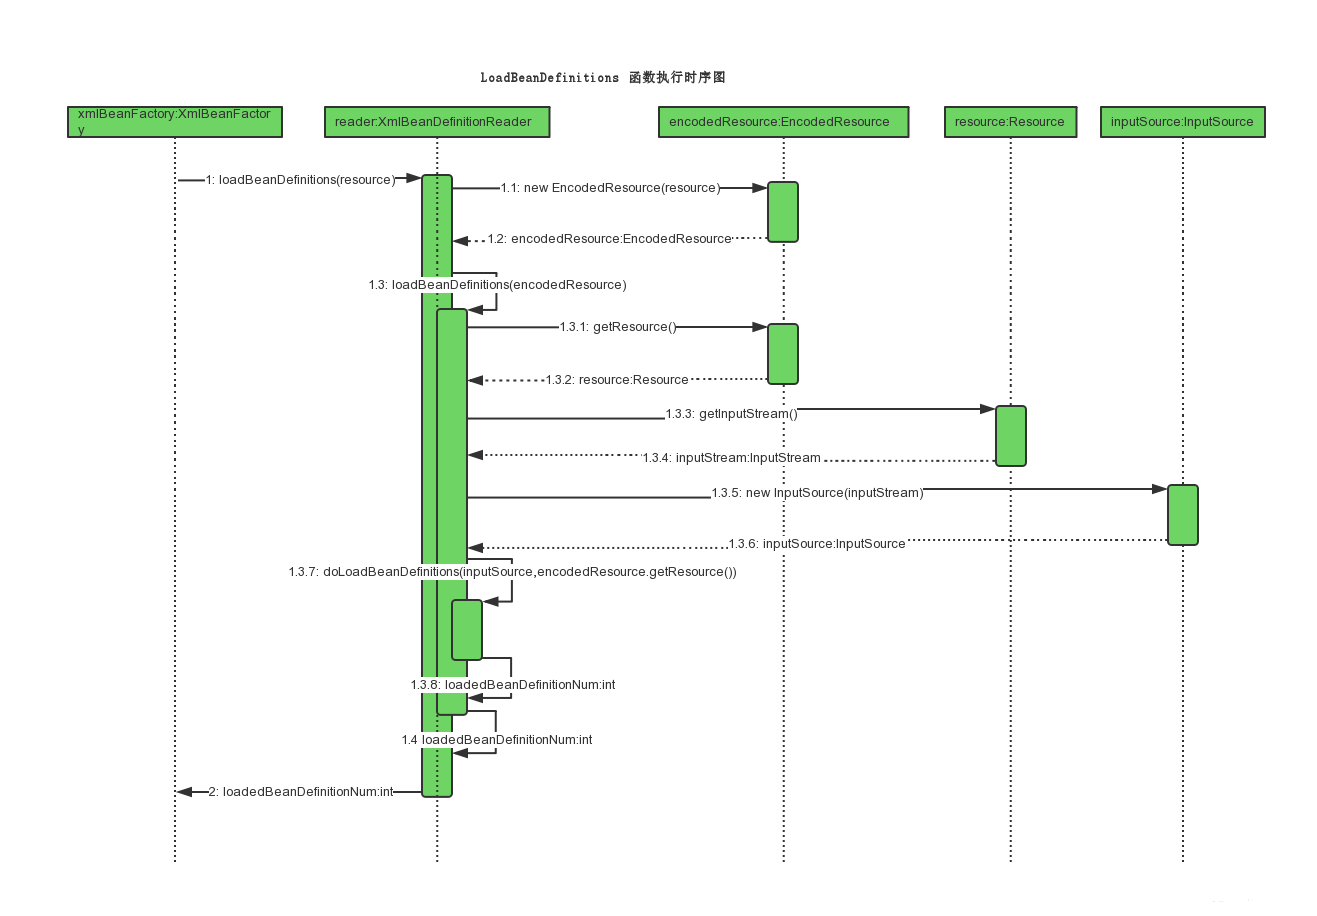 LoadBeanDefinitions 函数执行时序图
xmlBeanFactory:XmlBeanFactor
y
reader:XmlBeanDefinitionReader
encodedResource:EncodedResource
resource:Resource
inputSource:InputSource
1: loadBeanDefinitions(resource)
1.1: new EncodedResource(resource)
1.2: encodedResource:EncodedResource
1.3: loadBeanDefinitions(encodedResource)
1.3.1: getResource()
1.3.2: resource:Resource
1.3.3: getInputStream()
1.3.4: inputStream:InputStream
1.3.5: new InputSource(inputStream)
1.3.6: inputSource:InputSource
1.3.7: doLoadBeanDefinitions(inputSource,encodedResource.getResource())
1.3.8: loadedBeanDefinitionNum:int
1.4 loadedBeanDefinitionNum:int
2: loadedBeanDefinitionNum:int